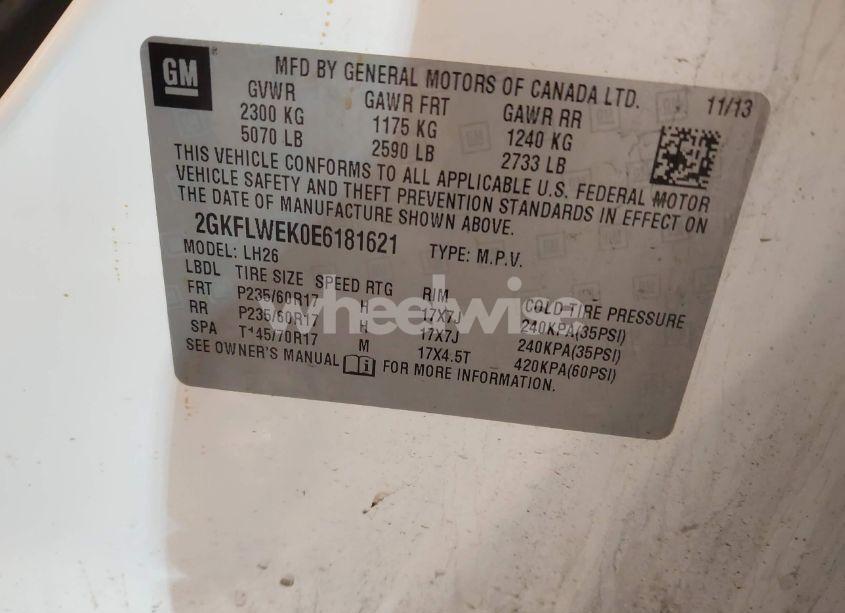 GM
MFD BY GENERAL MOTORS OF CANADA LTD. 11/13
GVWR GAWR FRT GAWR RR
2300 KG 1175 KG 1240 KG
5070 LB 2590 LB 2733 LB
THIS VEHICLE CONFORMS TO ALL APPLICABLE U.S. FEDERAL MOTOR
VEHICLE SAFETY AND THEFT PREVENTION STANDARDS IN EFFECT ON
THE DATE OF MANUFACTURE SHOWN ABOVE.
2GKFLWEK0E6181621 TYPE: M.P.V.
MODEL: LH26
LBDL TIRE SIZE SPEED RTG RIM COLD TIRE PRESSURE
FRT P235/60R17 H 17X7J 240KPA(35PSI)
RR P235/60R17 H 17X7J 240KPA(35PSI)
SPA T145/70R17 M 17X4.5T 420KPA(60PSI)
SEE OWNER'S MANUAL FOR MORE INFORMATION.
wheelwise